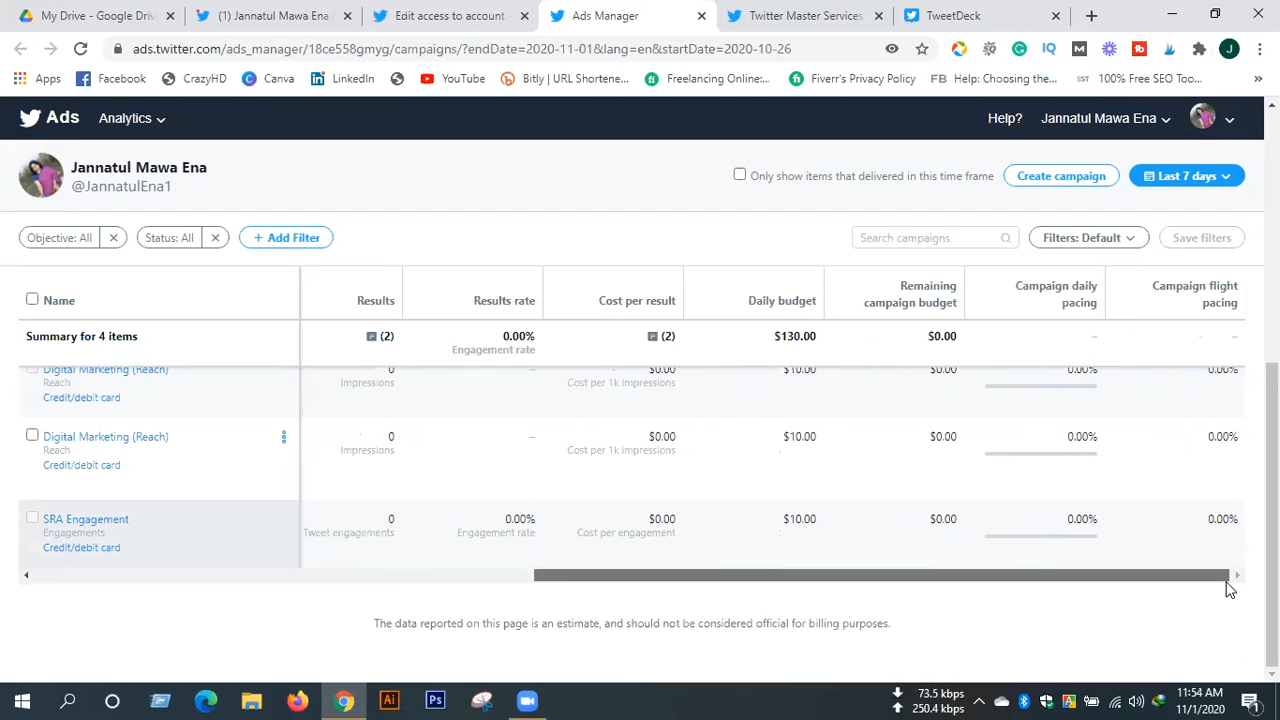 My Drive - Google Driv
(1) Jannatul Mawa Ena
Edit access to account
Ads Manager
Twitter Master Services
TweetDeck
ads.twitter.com/ads_manager/18ce558gmyg/campaigns/?endDate=2020-11-01&lang=en&startDate=2020-10-26
Apps
Facebook
CrazyHD
Canva
LinkedIn
YouTube
Bitly | URL Shortene...
Freelancing Online:...
Fiverr's Privacy Policy
FB Help: Choosing the...
SST 100% Free SEO Too...
Ads
Analytics
Help?
Jannatul Mawa Ena
Jannatul Mawa Ena
@JannatulEna1
Only show items that delivered in this time frame
Create campaign
Last 7 days
Objective: All
Status: All
+ Add Filter
Search campaigns
Filters: Default
Save filters
Name
Results
Results rate
Cost per result
Daily budget
Remaining
campaign budget
Campaign daily
pacing
Campaign flight
pacing
Summary for 4 items
(2)
0.00%
Engagement rate
(2)
$130.00
$0.00
–
–
–
Digital Marketing (Reach)
Reach
Credit/debit card
0
Impressions
–
$0.00
Cost per 1k impressions
$10.00
$0.00
0.00%
0.00%
Digital Marketing (Reach)
Reach
Credit/debit card
0
Impressions
–
$0.00
Cost per 1k impressions
$10.00
$0.00
0.00%
0.00%
SRA Engagement
Engagements
Credit/debit card
0
Tweet engagements
0.00%
Engagement rate
$0.00
Cost per engagement
$10.00
$0.00
0.00%
0.00%
The data reported on this page is an estimate, and should not be considered official for billing purposes.
Ai
Ps
73.5 kbps
250.4 kbps
11:54 AM
11/1/2020